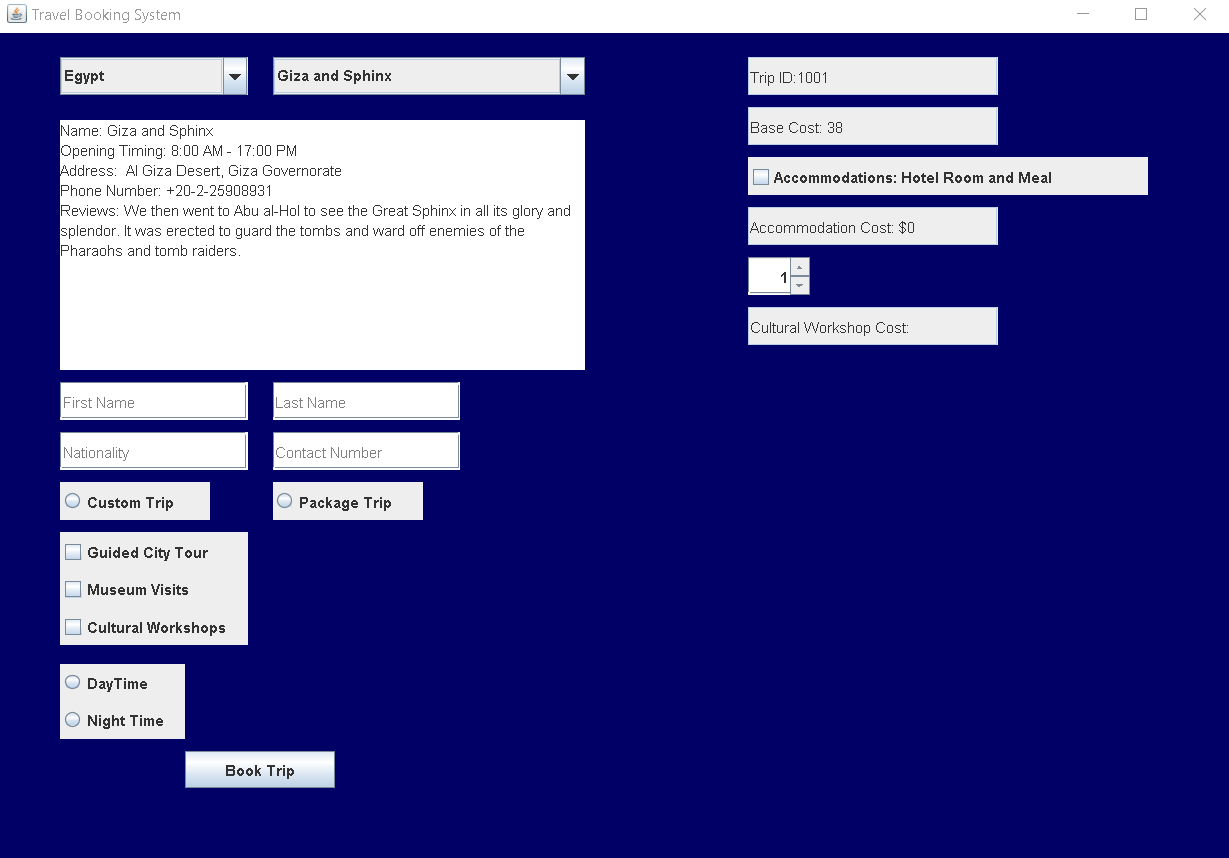 Travel Booking System
Egypt
Giza and Sphinx
Name: Giza and Sphinx
Opening Timing: 8:00 AM - 17:00 PM
Address:  Al Giza Desert, Giza Governorate
Phone Number: +20-2-25908931
Reviews: We then went to Abu al-Hol to see the Great Sphinx in all its glory and
splendor. It was erected to guard the tombs and ward off enemies of the
Pharaohs and tomb raiders.
First Name
Last Name
Nationality
Contact Number
Custom Trip
Package Trip
Guided City Tour
Museum Visits
Cultural Workshops
DayTime
Night Time
Book Trip
Trip ID:1001
Base Cost: 38
Accommodations: Hotel Room and Meal
Accommodation Cost: $0
1
Cultural Workshop Cost: